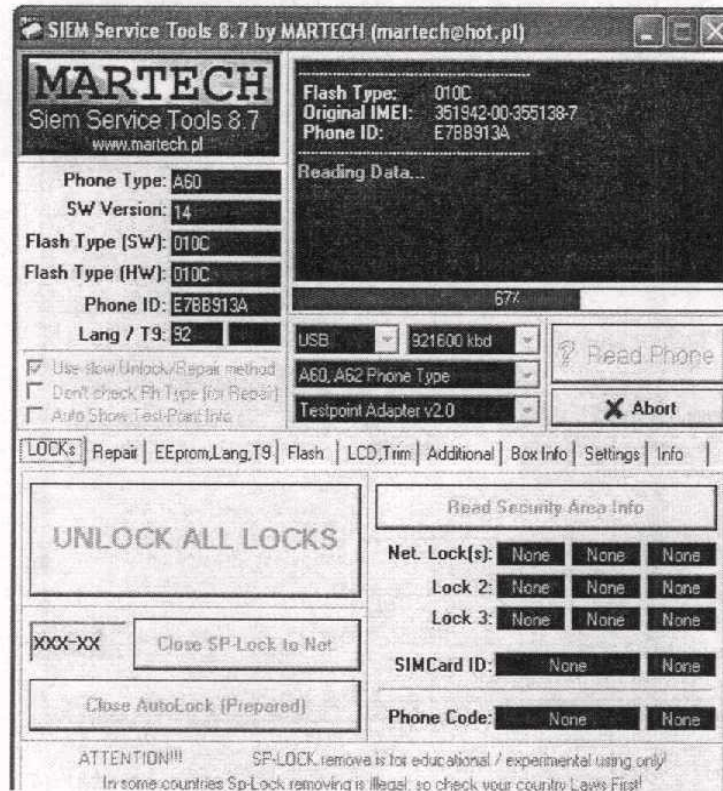 SIEM Service Tools 8.7 by MARTECH (martech@hot.pl)
MARTECH
Siem Service Tools 8.7
www.martech.pl
Flash Type: 010C
Original IMEI: 351942-00-355138-7
Phone ID: E7BB913A
Reading Data...
67%
Phone Type: A60
SW Version: 14
Flash Type (SW): 010C
Flash Type (HW): 010C
Phone ID: E7BB913A
Lang / T9: 92
Use slow Unlock/Repair method
Don't check Ph Type (for Repair)
Auto Show Test-Point Info
USB 921600 kbd
A60, A62 Phone Type
Testpoint Adapter v2.0
? Read Phone
X Abort
LOCKs Repair EEprom,Lang,T9 Flash LCD,Trim Additional Box Info Settings Info
UNLOCK ALL LOCKS
XXX-XX Close SP-Lock to Net
Close AutoLock (Prepared)
Read Security Area Info
Net. Lock(s): None None None
Lock 2: None None None
Lock 3: None None None
SIMCard ID: None None
Phone Code: None None
ATTENTION!!! SP-LOCK remove is for educational / experimental using only!
In some countries Sp-Lock removing is illegal, so check your country Laws First!